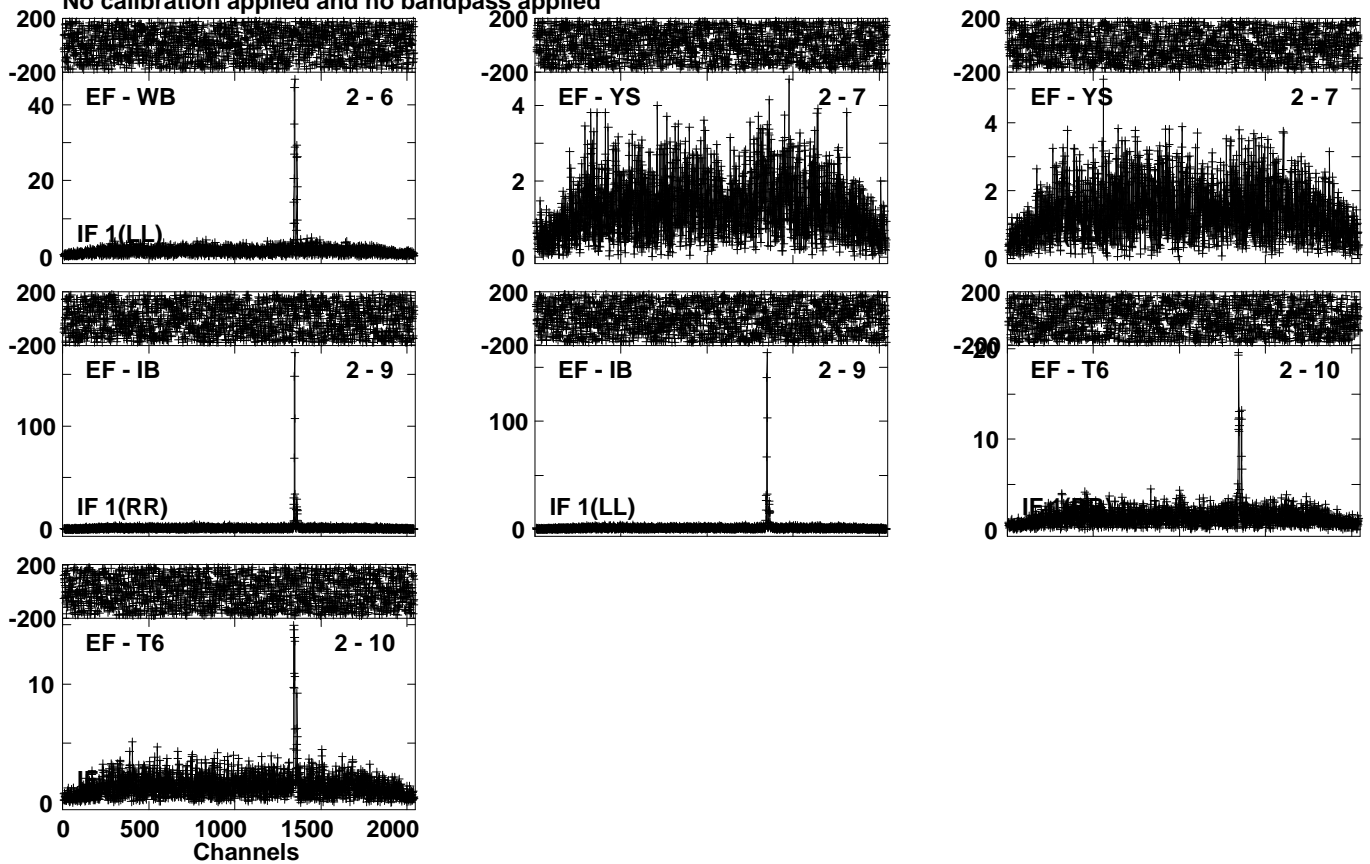 No calibration applied and no bandpass applied
200 200 200
-200 -200 -200
EF - WB 2 - 6 EF - YS 2 - 7 EF - YS 2 - 7
40 4 4
20 2 2
IF 1(LL)
0 0 0
200 200 200
-200 -200 -200
20
EF - IB 2 - 9 EF - IB 2 - 9 EF - T6 2 - 10
100 100 10
IF 1(RR) IF 1(LL)
0 0 0
200
-200
EF - T6 2 - 10
10
0
0 500 1000 1500 2000
Channels